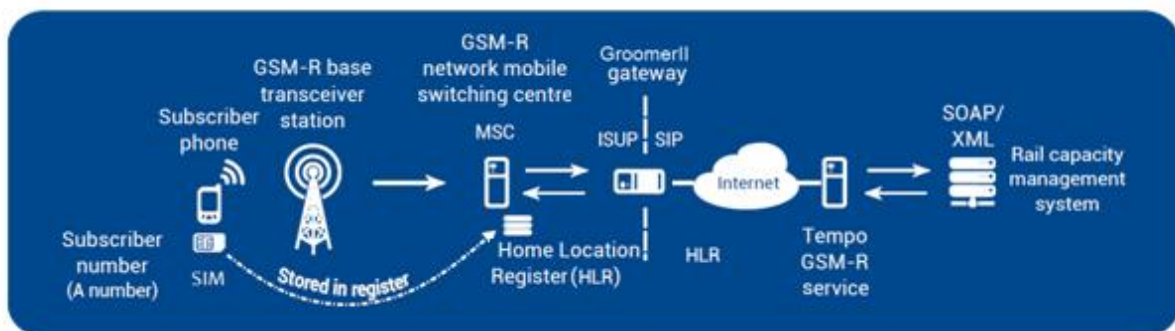 Subscriber
phone
Subscriber
number
(A number)
SIM
GSM-R base
transceiver
station
Stored in register
GSM-R
network mobile
switching centre
MSC
Home Location
Register (HLR)
GroomerII
gateway
ISUP
SIP
HLR
Internet
Tempo
GSM-R
service
SOAP/
XML
Rail capacity
management
system